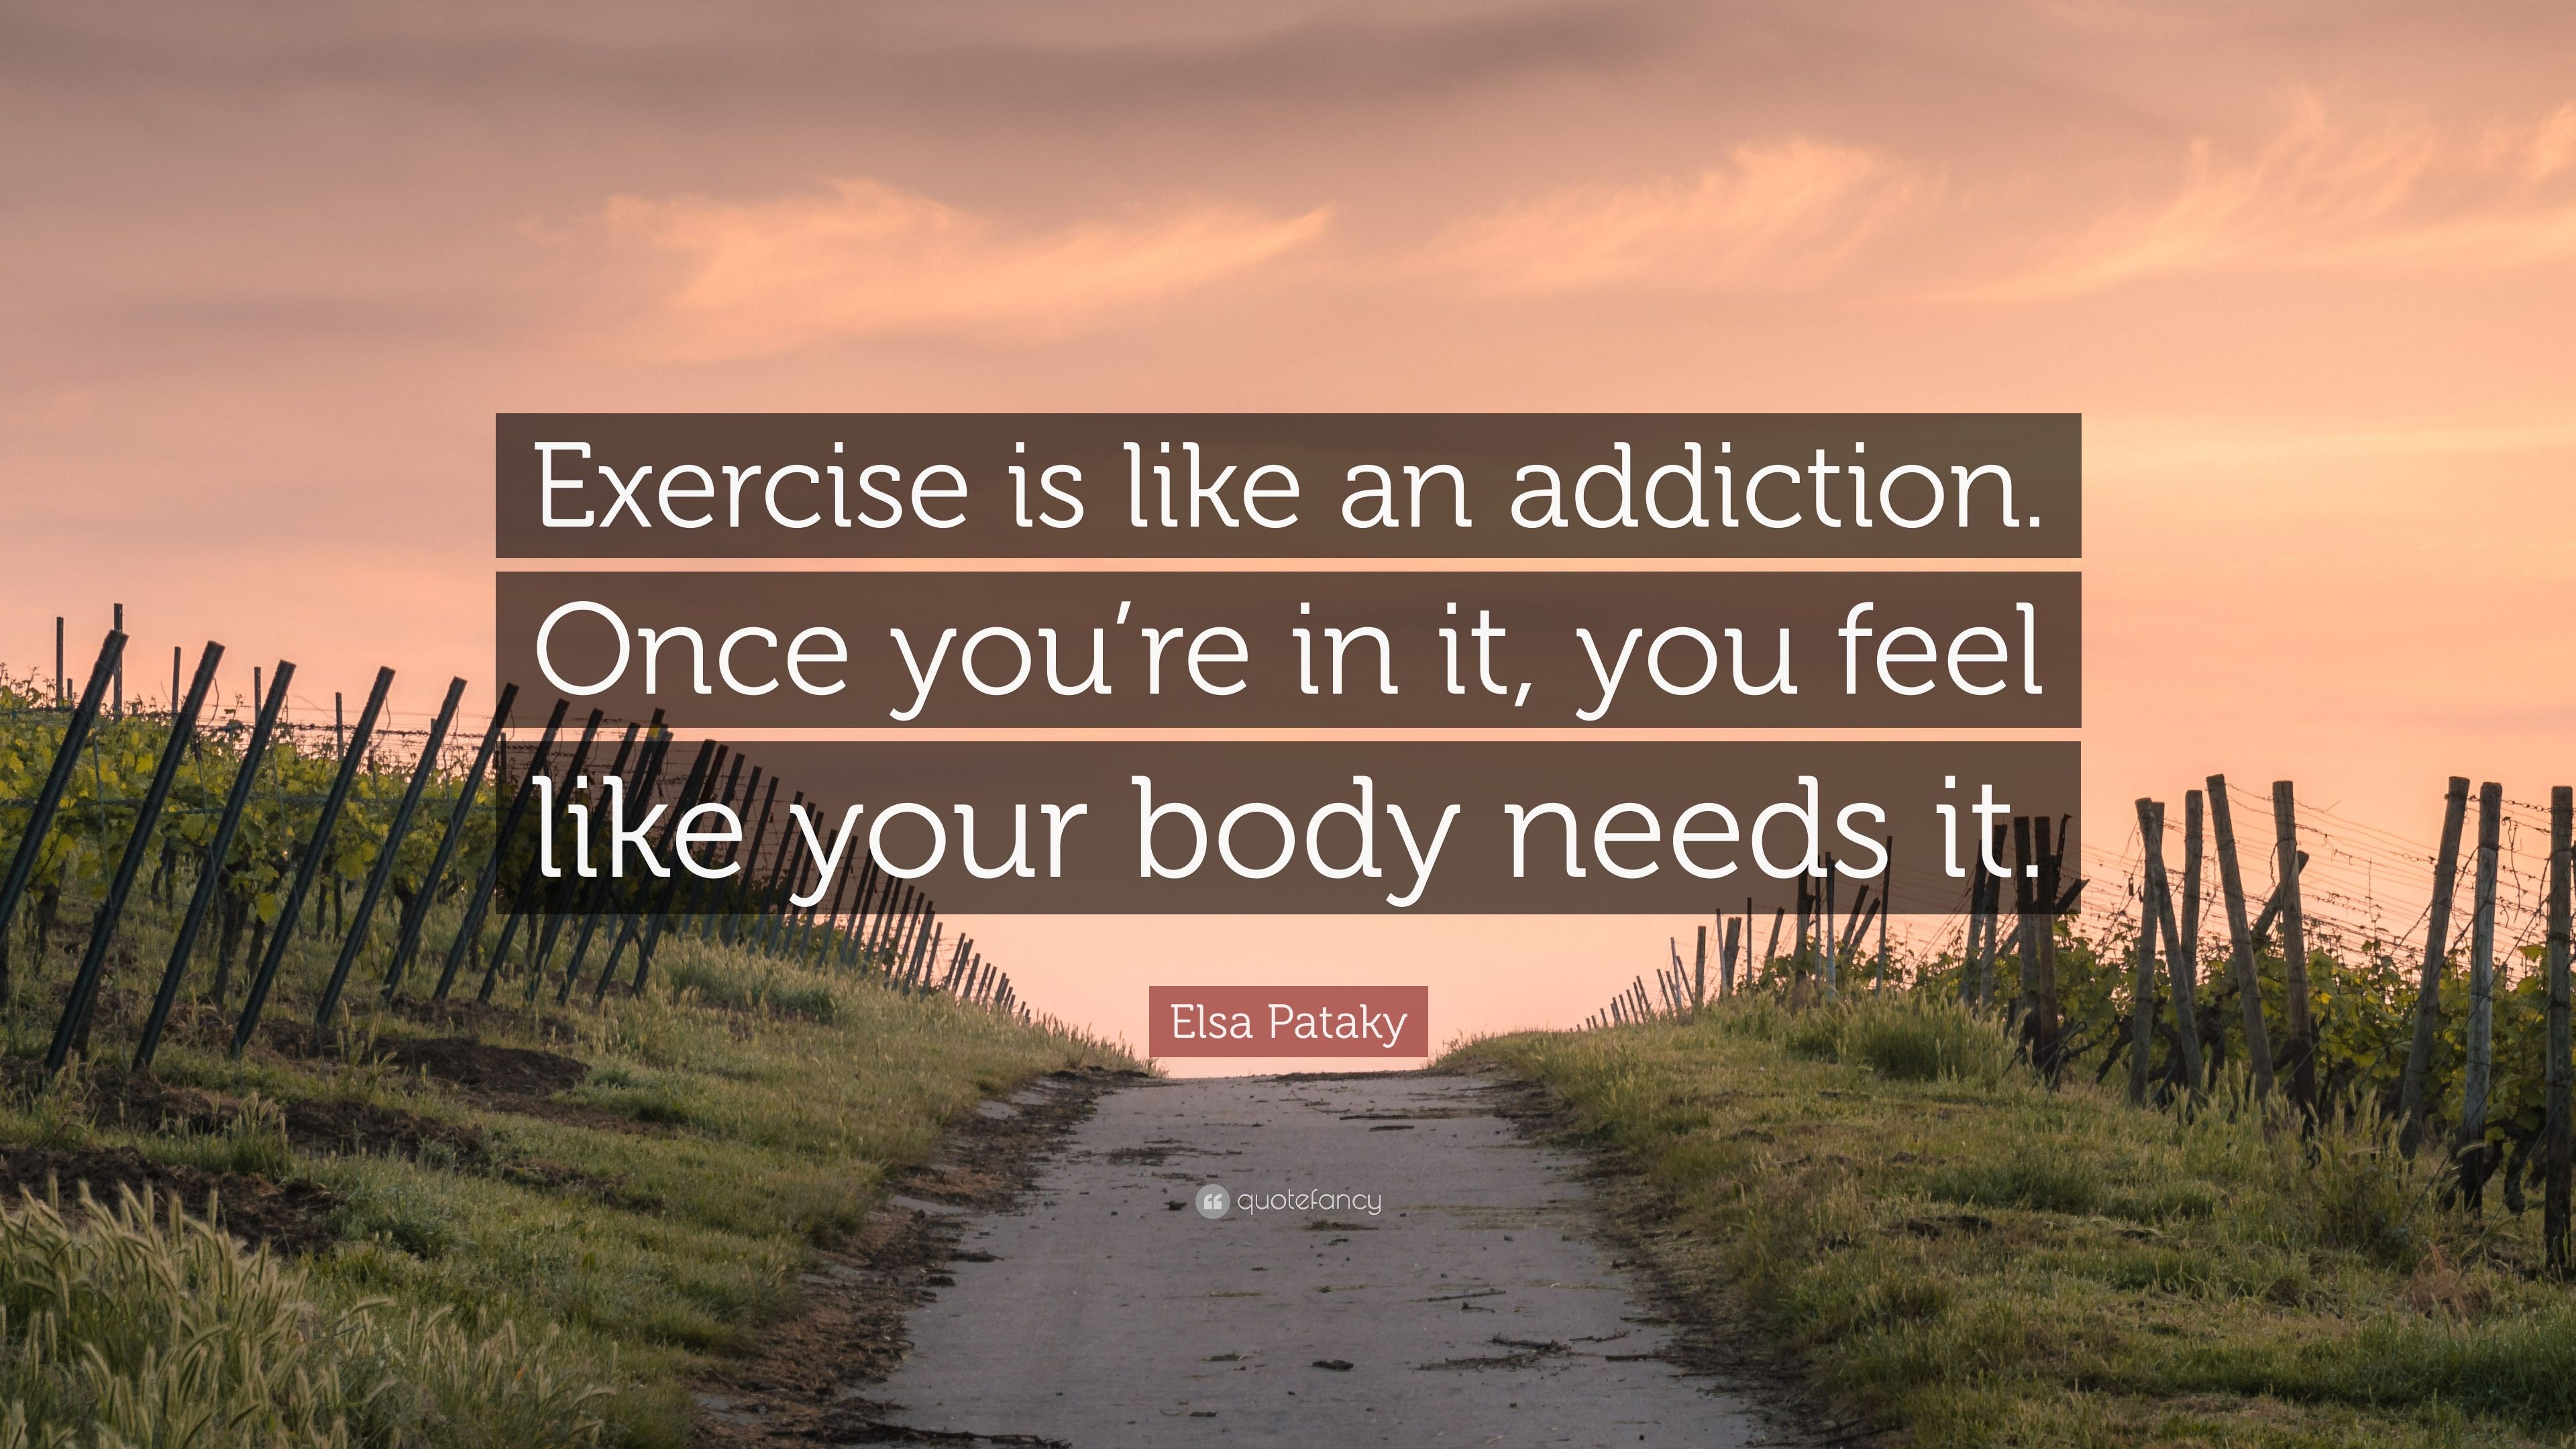 Exercise is like an addiction.
Once you’re in it, you feel
like your body needs it.
Elsa Pataky
quotefancy